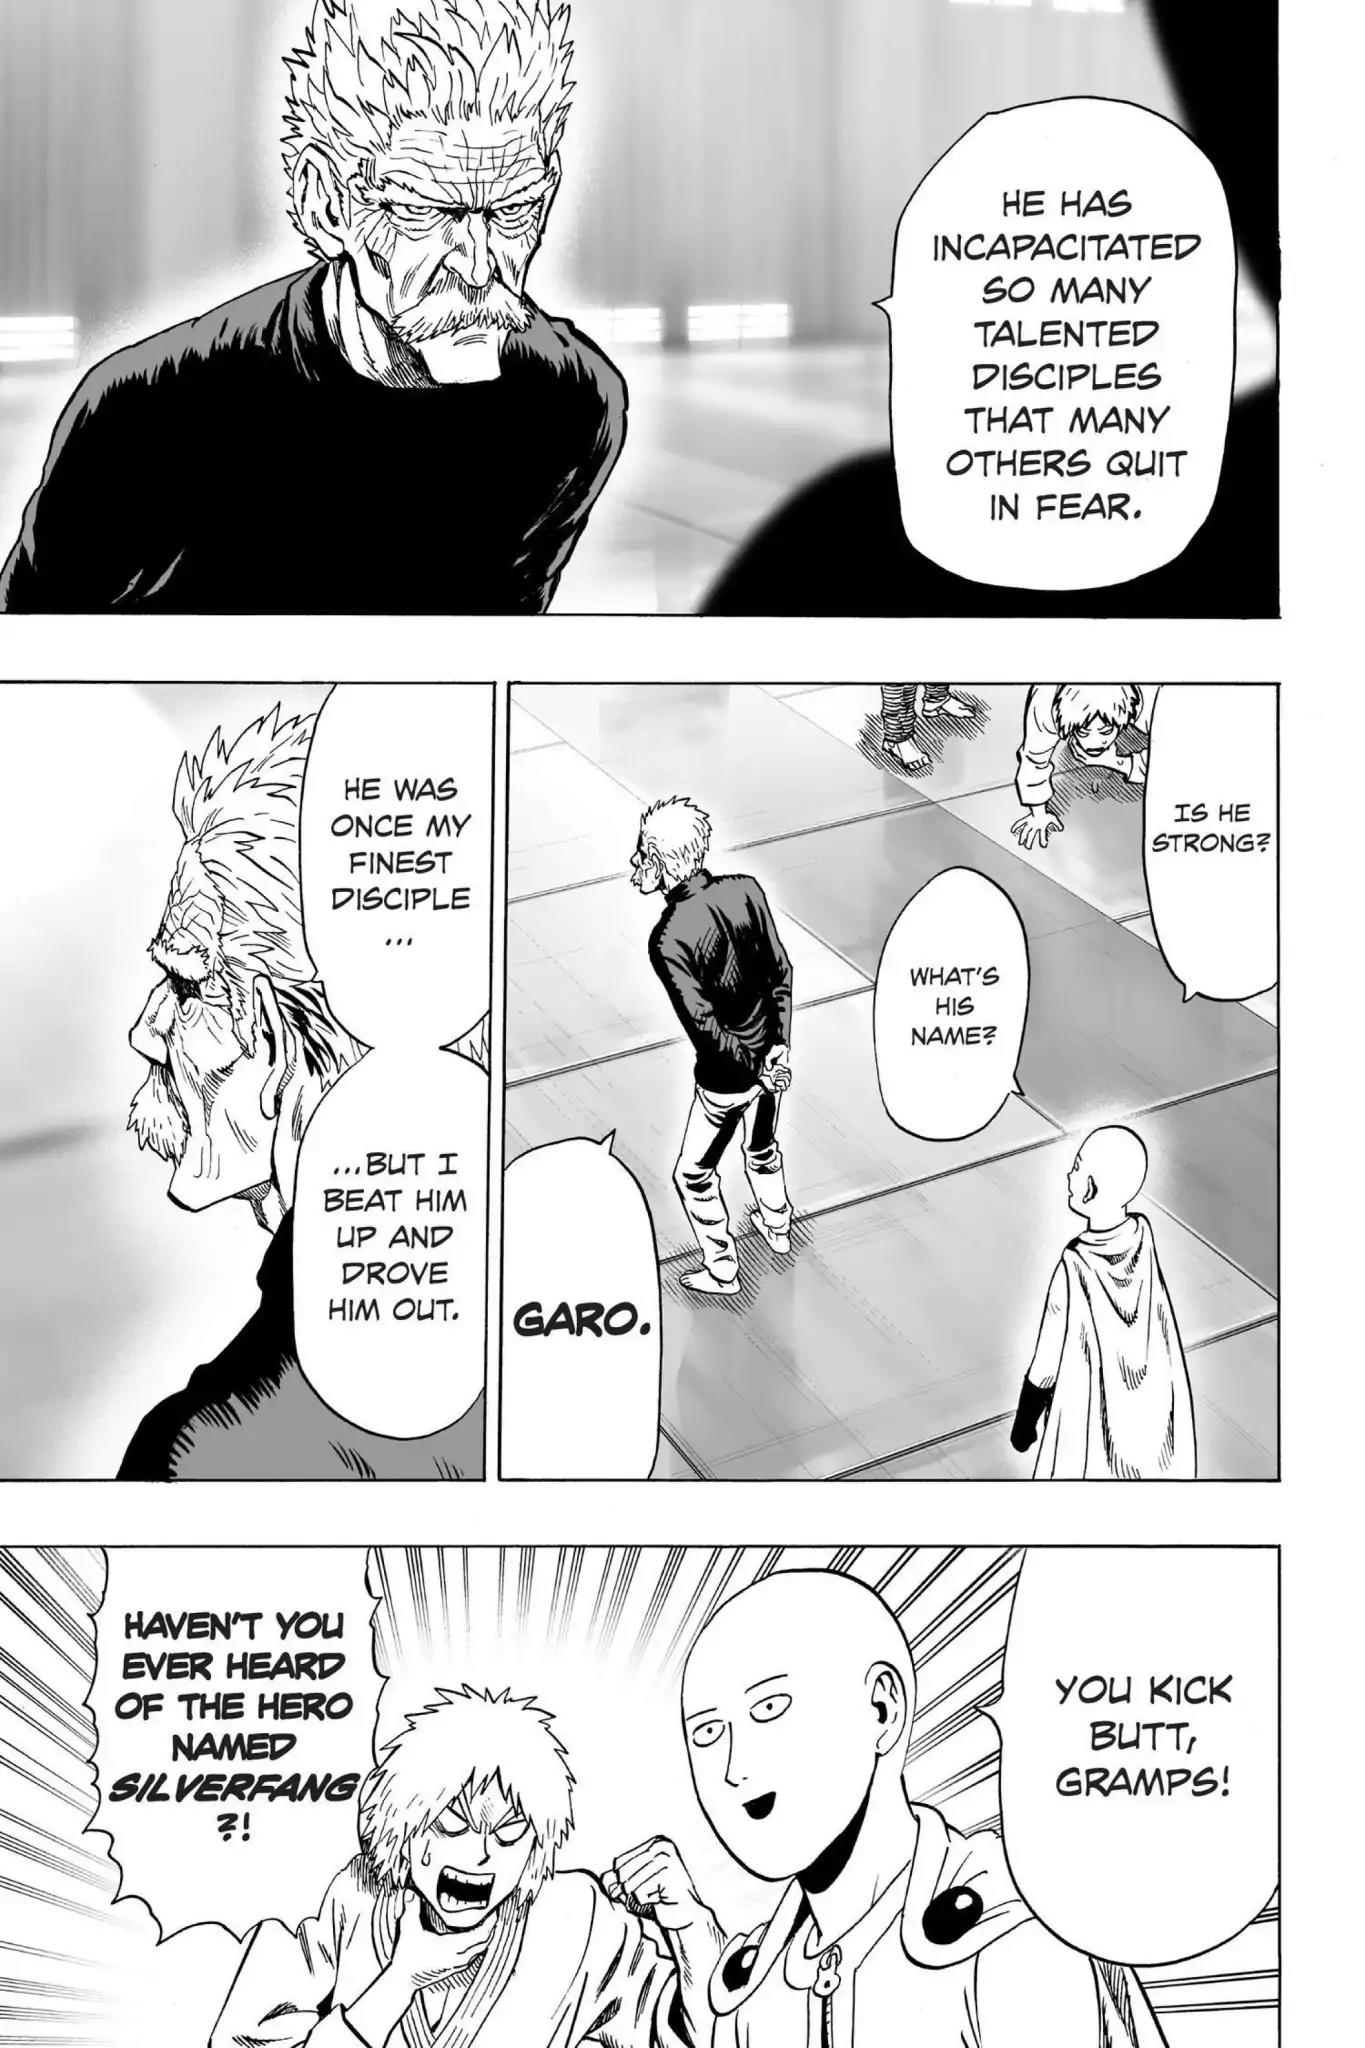 HE HAS
INCAPACITATED
SO MANY
TALENTED
DISCIPLES
THAT MANY
OTHERS QUIT
IN FEAR.
IS HE
STRONG?
WHAT'S
HIS
NAME?
GARO.
HE WAS
ONCE MY
FINEST
DISCIPLE
...
...BUT I
BEAT HIM
UP AND
DROVE
HIM OUT.
YOU KICK
BUTT,
GRAMPS!
HAVEN'T YOU
EVER HEARD
OF THE HERO
NAMED
SILVERFANG
?!